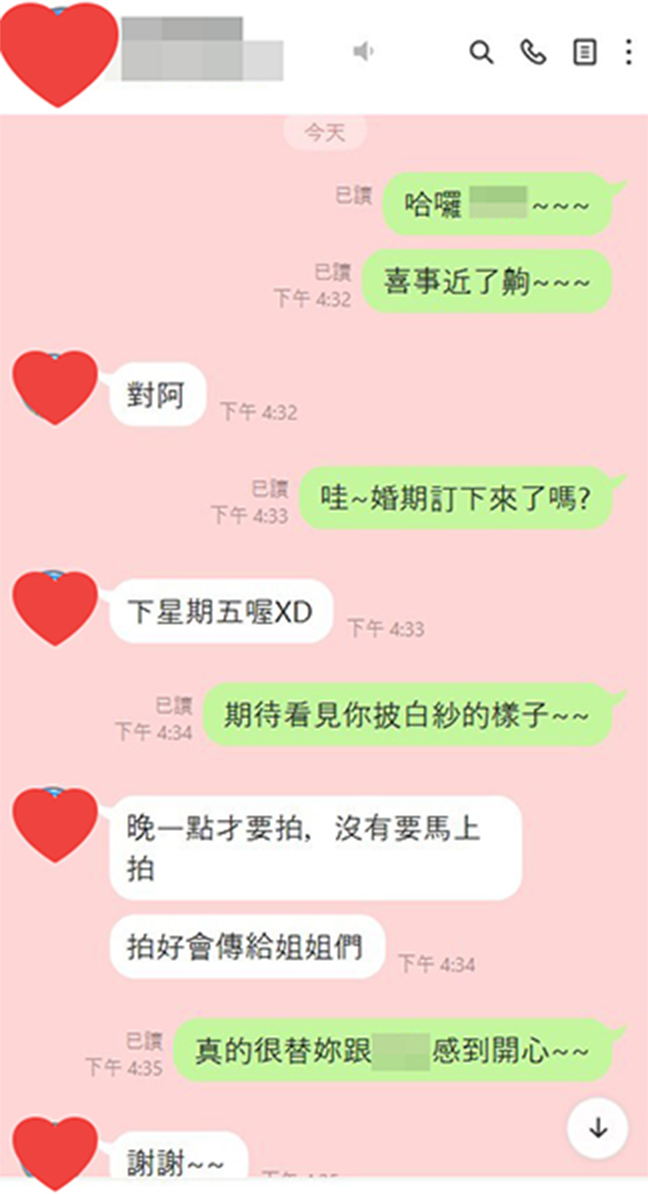 今天
已讀
哈囉 ~~~
已讀
下午 4:32
喜事近了齁~~~
對阿
下午 4:32
已讀
下午 4:33
哇~婚期訂下來了嗎?
下星期五喔XD
下午 4:33
已讀
下午 4:34
期待看見你披白紗的樣子~~
晚一點才要拍，沒有要馬上
拍
拍好會傳給姐姐們
下午 4:34
已讀
下午 4:35
真的很替妳跟 感到開心~~
謝謝~~